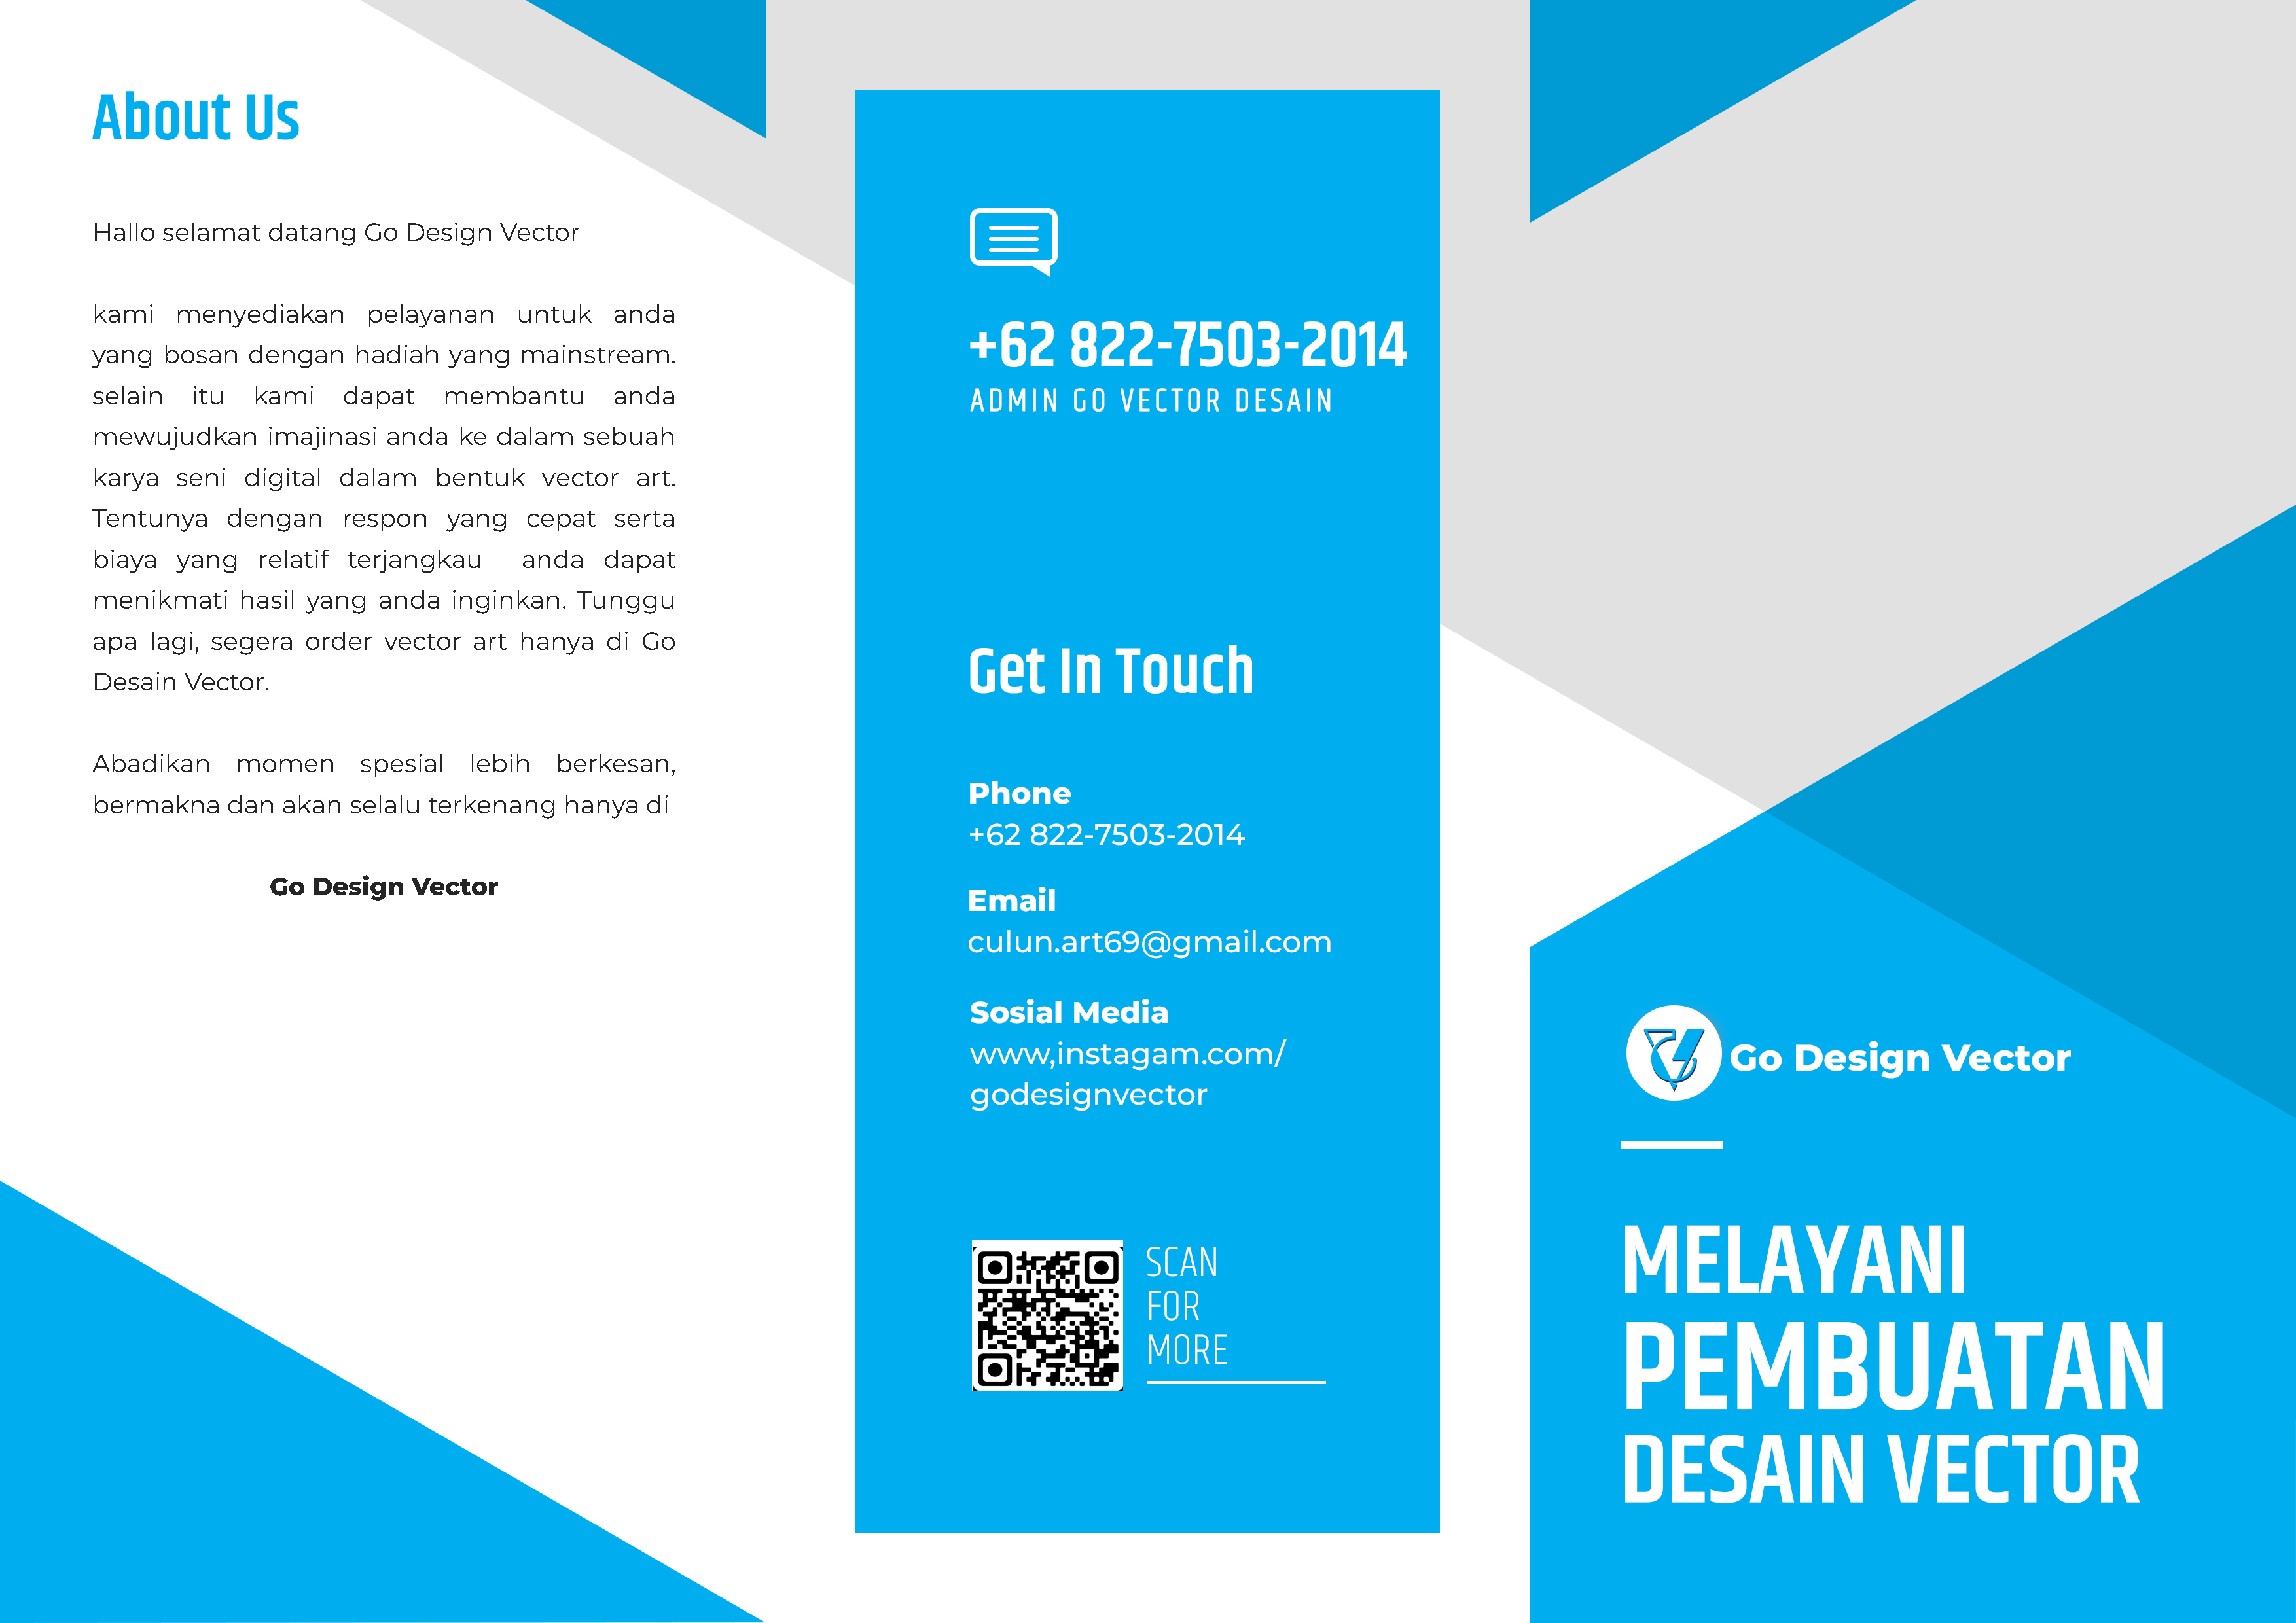 About Us
Hallo selamat datang Go Design Vector
kami menyediakan pelayanan untuk anda
yang bosan dengan hadiah yang mainstream.
selain itu kami dapat membantu anda
mewujudkan imajinasi anda ke dalam sebuah
karya seni digital dalam bentuk vector art.
Tentunya dengan respon yang cepat serta
biaya yang relatif terjangkau anda dapat
menikmati hasil yang anda inginkan. Tunggu
apa lagi, segera order vector art hanya di Go
Desain Vector.
Abadikan momen spesial lebih berkesan,
bermakna dan akan selalu terkenang hanya di
Go Design Vector
+62 822-7503-2014
ADMIN GO VECTOR DESAIN
Get In Touch
Phone
+62 822-7503-2014
Email
culun.art69@gmail.com
Sosial Media
www,instagam.com/
godesignvector
SCAN
FOR
MORE
Go Design Vector
MELAYANI
PEMBUATAN
DESAIN VECTOR